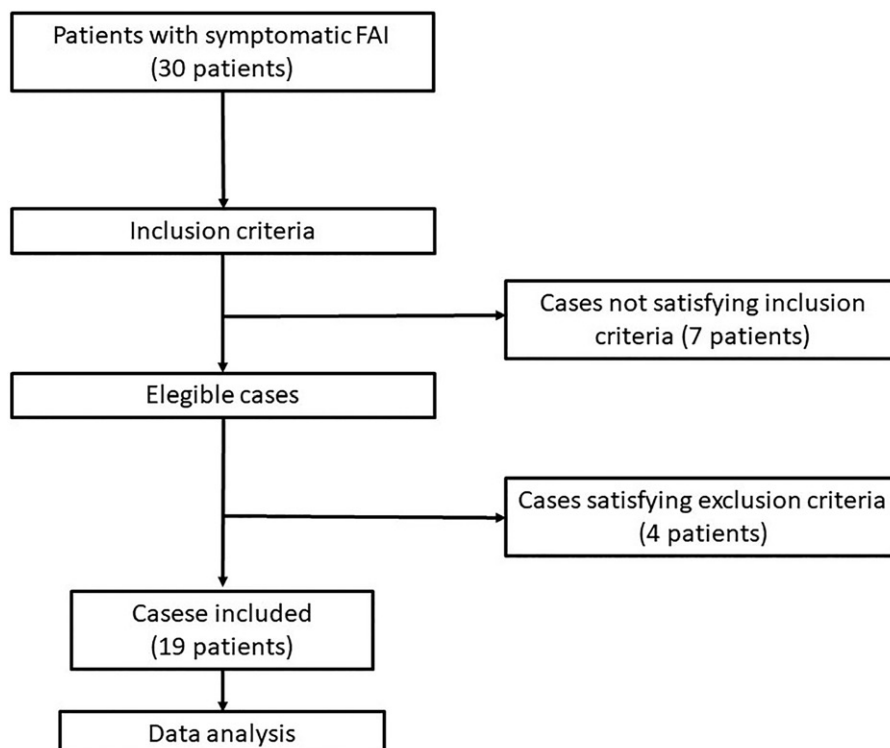 Patients with symptomatic FAI
(30 patients)
Inclusion criteria
Cases not satisfying inclusion
criteria (7 patients)
Elegible cases
Cases satisfying exclusion criteria
(4 patients)
Casese included
(19 patients)
Data analysis